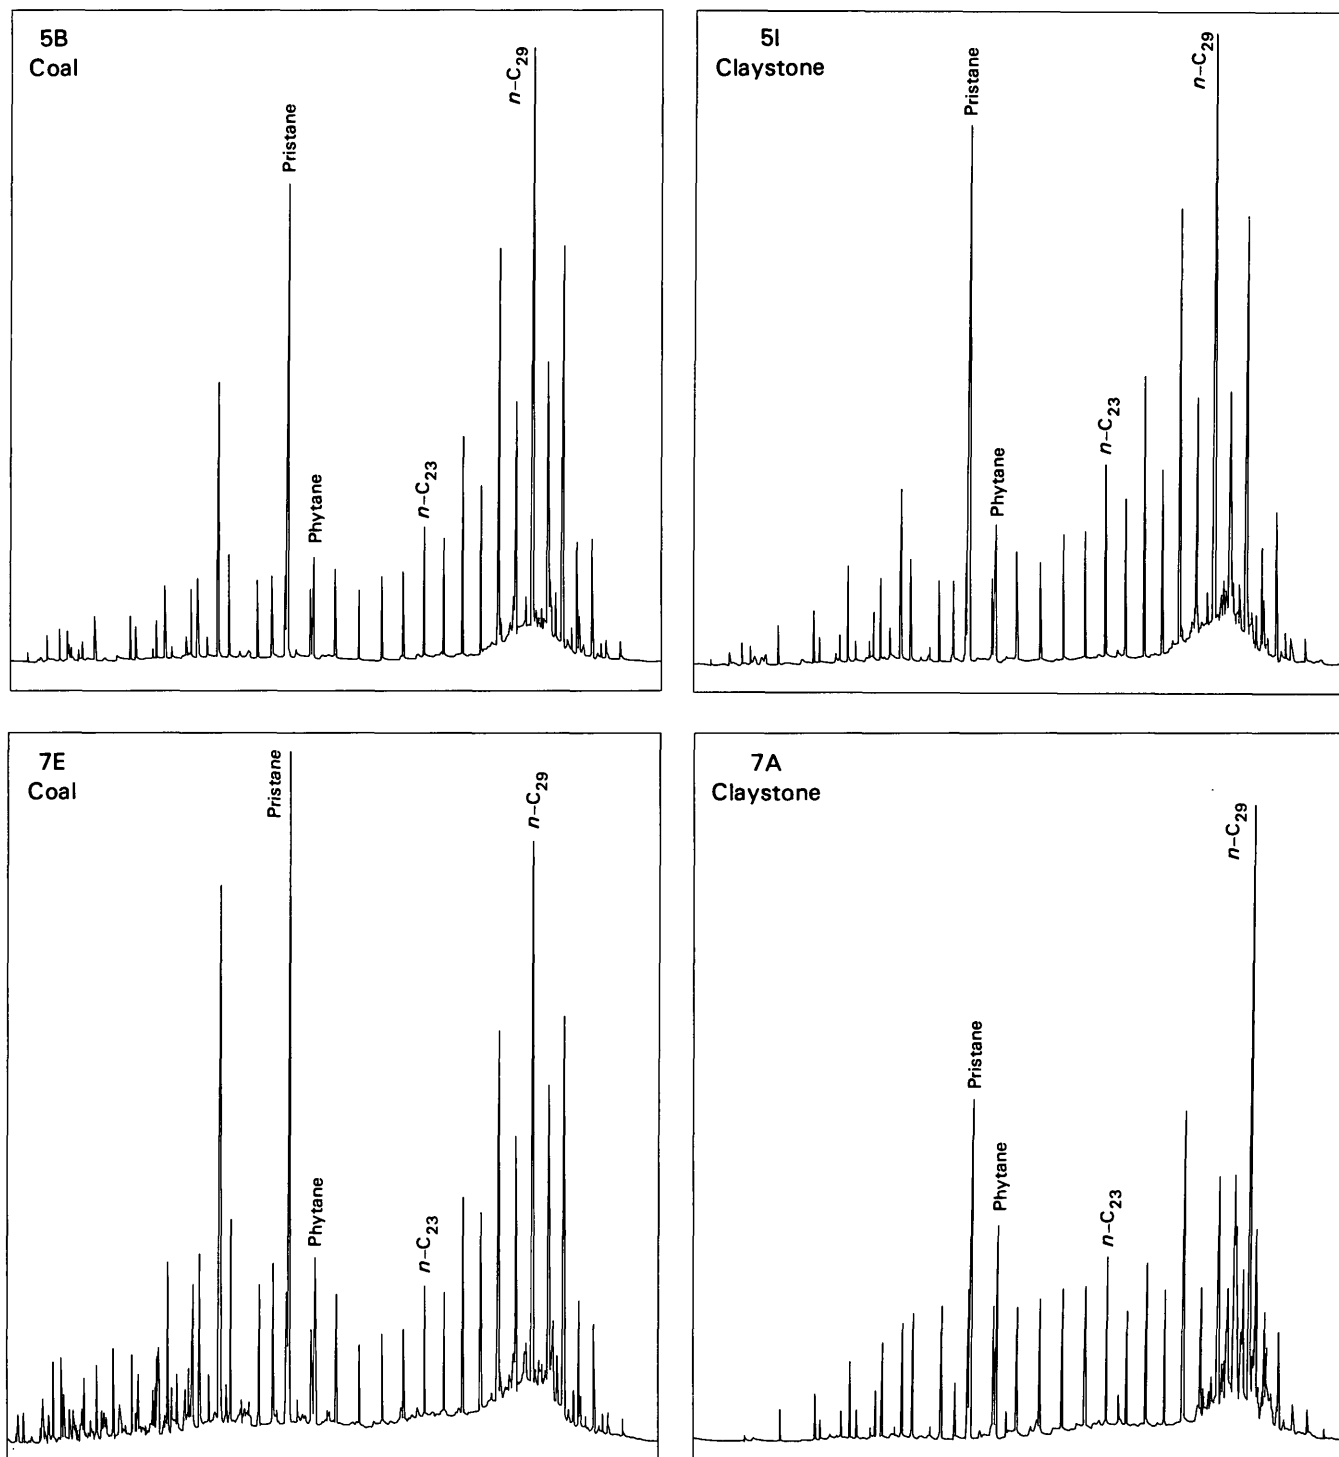 5B
Coal
Pristane
Phytane
n-C23
n-C29
5I
Claystone
Pristane
Phytane
n-C23
n-C29
7E
Coal
Pristane
Phytane
n-C23
n-C29
7A
Claystone
Pristane
Phytane
n-C23
n-C29